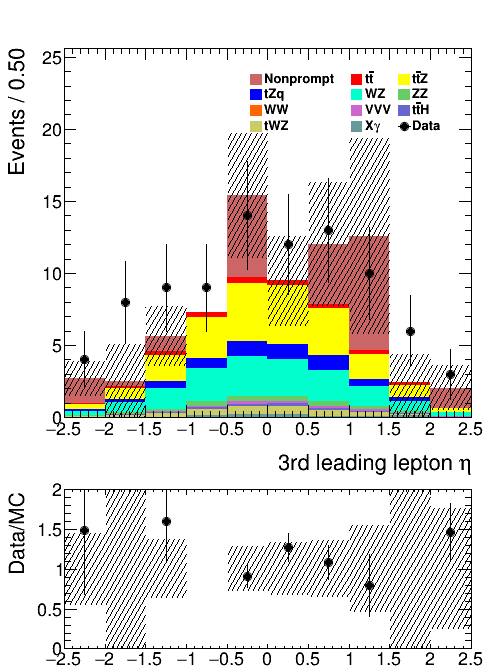 Events / 0.50
25
20
15
10
5
0
Nonprompt tt̄ tt̄Z
tZq WZ ZZ
WW VVV tt̄H
tWZ Xγ Data
−2.5 −2 −1.5 −1 −0.5 0 0.5 1 1.5 2 2.5
3rd leading lepton η
Data/MC
2
1.5
1
0.5
0
−2.5 −2 −1.5 −1 −0.5 0 0.5 1 1.5 2 2.5